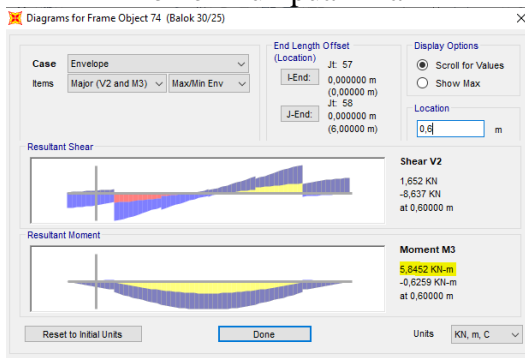 Diagrams for Frame Object 74 (Balok 30/25)
Case Envelope
Items Major (V2 and M3) Max/Min Env
End Length Offset
(Location)
Jt: 57
I-End: 0,000000 m
(0,00000 m)
Jt: 58
J-End: 0,000000 m
(6,00000 m)
Display Options
Scroll for Values
Show Max
Location
0,6 m
Resultant Shear
Shear V2
1,652 KN
-8,637 KN
at 0,60000 m
Resultant Moment
Moment M3
5,8452 KN-m
-0,6259 KN-m
at 0,60000 m
Reset to Initial Units
Done
Units KN, m, C